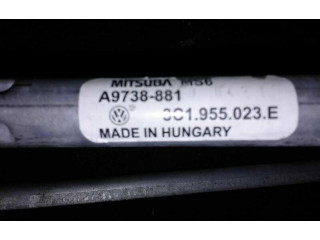 MITSUBA MS6
A9738-881
3C1.955.023.E
MADE IN HUNGARY